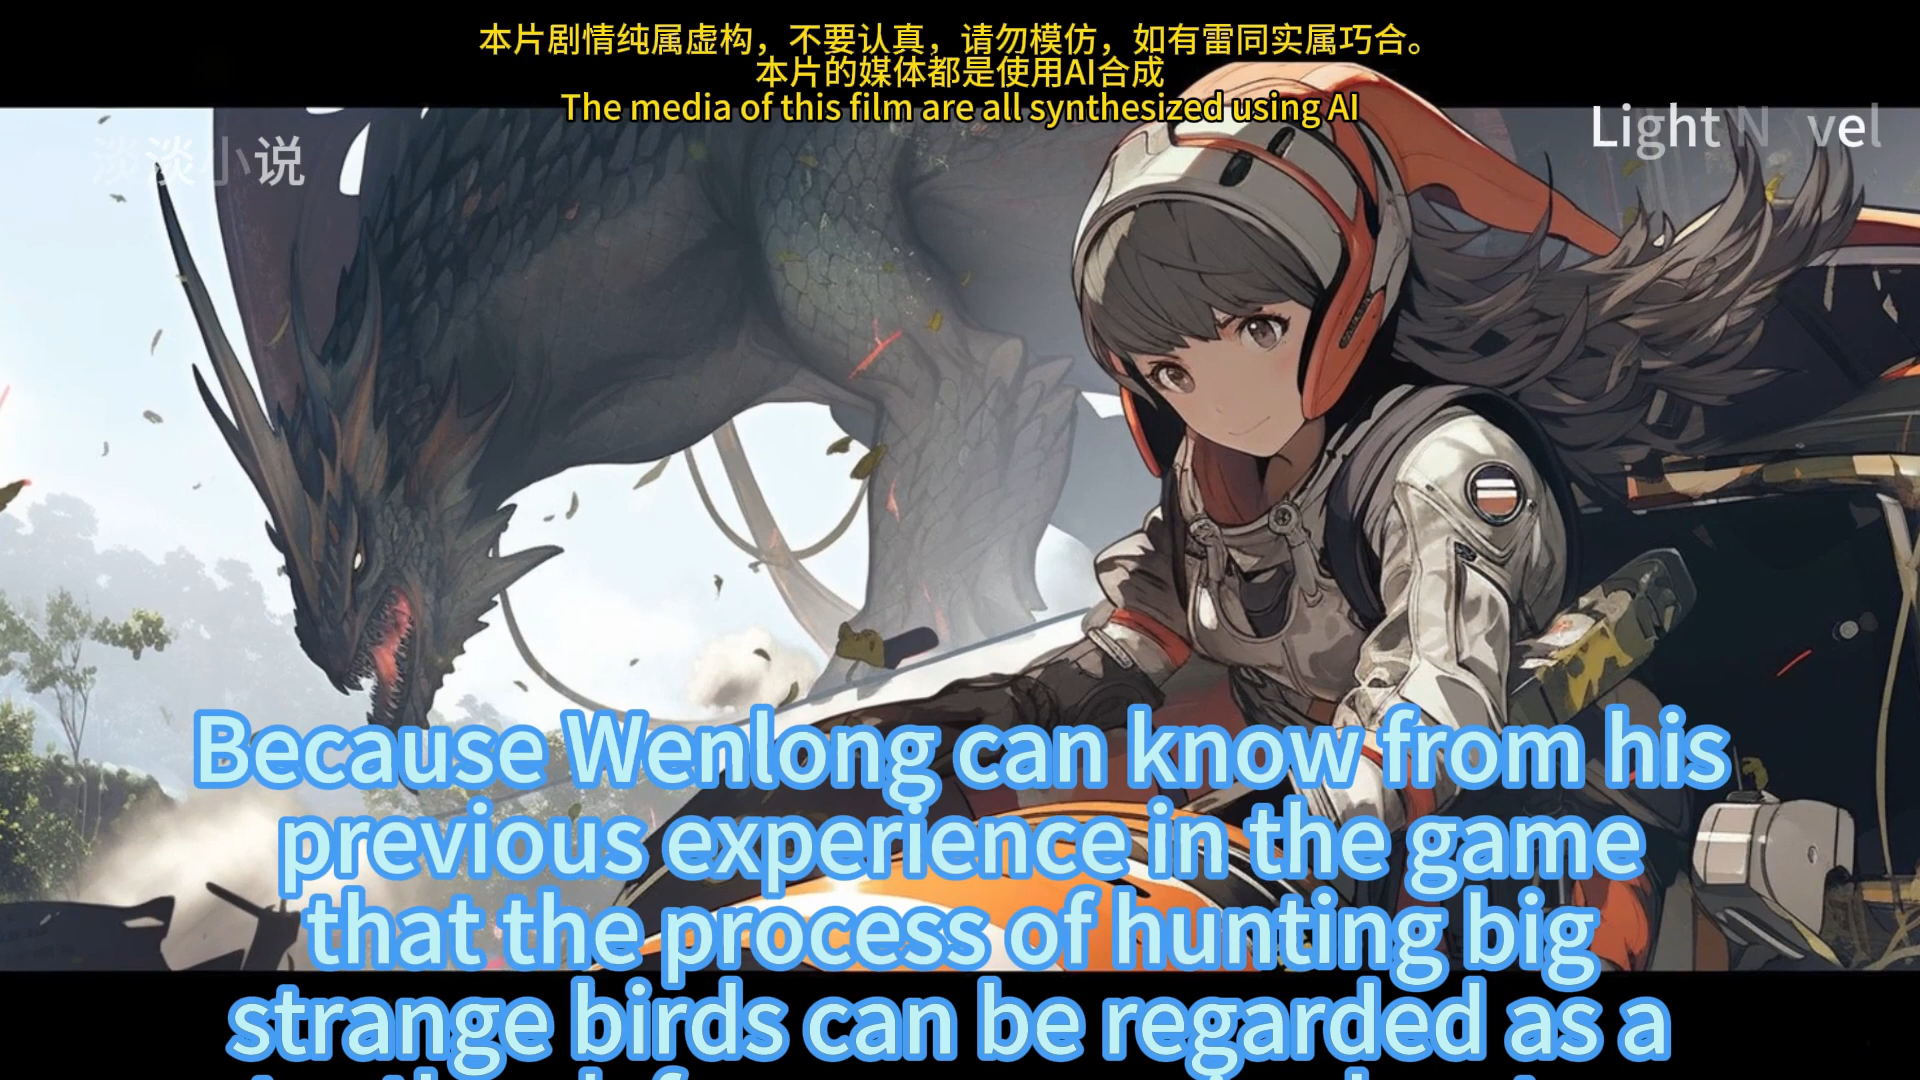 本片剧情纯属虚构，不要认真，请勿模仿，如有雷同实属巧合。
本片的媒体都是使用AI合成
The media of this film are all synthesized using AI
淡淡小说
Light N vel
Because Wenlong can know from his
previous experience in the game
that the process of hunting big
strange birds can be regarded as a